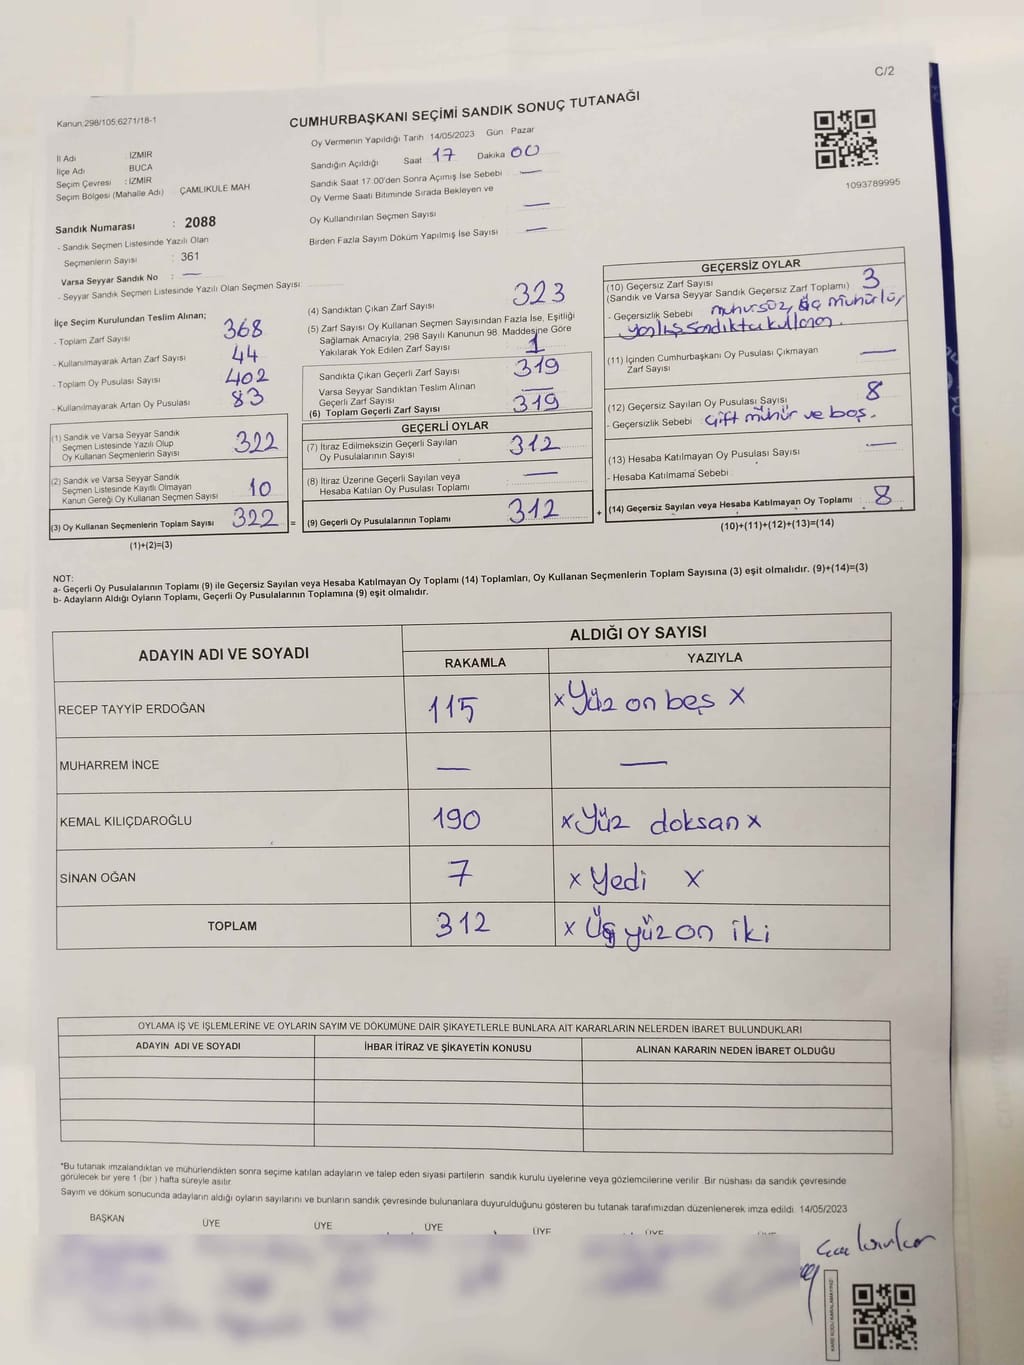 C/2
Kanun,298/105,6271/18-1
CUMHURBAŞKANI SEÇİMİ SANDIK SONUÇ TUTANAĞI
İl Adı : İZMİR
İlçe Adı BUCA
Seçim Çevresi : İZMİR
Seçim Bölgesi (Mahalle Adı) ÇAMLIKULE MAH
Sandık Numarası : 2088
- Sandık Seçmen Listesinde Yazılı Olan
Seçmenlerin Sayısı : 361
Varsa Seyyar Sandık No : —
- Seyyar Sandık Seçmen Listesinde Yazılı Olan Seçmen Sayısı:
Oy Vermenin Yapıldığı Tarih 14/05/2023 Gün Pazar
Sandığın Açıldığı Saat 17 Dakika 00
Sandık Saat 17:00'den Sonra Açımış İse Sebebi —
Oy Verme Saati Bitiminde Sırada Bekleyen ve
Oy Kullandırılan Seçmen Sayısı —
Birden Fazla Sayım Döküm Yapılmış İse Sayısı —
1093789995
İlçe Seçim Kurulundan Teslim Alınan;
- Toplam Zarf Sayısı 368
- Kullanılmayarak Artan Zarf Sayısı 44
- Toplam Oy Pusulası Sayısı 402
- Kullanılmayarak Artan Oy Pusulası 83
(1) Sandık ve Varsa Seyyar Sandık
Seçmen Listesinde Yazılı Olup
Oy Kullanan Seçmenlerin Sayısı 322
(2) Sandık ve Varsa Seyyar Sandık
Seçmen Listesinde Kayıtlı Olmayan
Kanun Gereği Oy Kullanan Seçmen Sayısı 10
(3) Oy Kullanan Seçmenlerin Toplam Sayısı 322 =
(1)+(2)=(3)
(4) Sandıktan Çıkan Zarf Sayısı 323
(5) Zarf Sayısı Oy Kullanan Seçmen Sayısından Fazla İse, Eşitliği
Sağlamak Amacıyla, 298 Sayılı Kanunun 98. Maddesine Göre
Yakılarak Yok Edilen Zarf Sayısı 1
Sandıkta Çıkan Geçerli Zarf Sayısı 319
Varsa Seyyar Sandıktan Teslim Alınan
Geçerli Zarf Sayısı —
(6) Toplam Geçerli Zarf Sayısı 319
GEÇERLİ OYLAR
(7) İtiraz Edilmeksizin Geçerli Sayılan
Oy Pusulalarının Sayısı 312
(8) İtiraz Üzerine Geçerli Sayılan veya
Hesaba Katılan Oy Pusulası Toplamı —
(9) Geçerli Oy Pusulalarının Toplamı 312 +
GEÇERSİZ OYLAR
(10) Geçersiz Zarf Sayısı
(Sandık ve Varsa Seyyar Sandık Geçersiz Zarf Toplamı) 3
- Geçersizlik Sebebi mühürsüz, üç mühürlü,
yanlış sandıkta kullanan.
(11) İçinden Cumhurbaşkanı Oy Pusulası Çıkmayan
Zarf Sayısı —
(12) Geçersiz Sayılan Oy Pusulası Sayısı 8
- Geçersizlik Sebebi Çift mühür ve boş.
(13) Hesaba Katılmayan Oy Pusulası Sayısı —
- Hesaba Katılmama Sebebi
(14) Geçersiz Sayılan veya Hesaba Katılmayan Oy Toplamı : 8
(10)+(11)+(12)+(13)=(14)
NOT:
a- Geçerli Oy Pusulalarının Toplamı (9) ile Geçersiz Sayılan veya Hesaba Katılmayan Oy Toplamı (14) Toplamları, Oy Kullanan Seçmenlerin Toplam Sayısına (3) eşit olmalıdır. (9)+(14)=(3)
b- Adayların Aldığı Oyların Toplamı, Geçerli Oy Pusulalarının Toplamına (9) eşit olmalıdır.
ADAYIN ADI VE SOYADI
ALDIĞI OY SAYISI
RAKAMLA YAZIYLA
RECEP TAYYİP ERDOĞAN 115 x Yüz on beş x
MUHARREM İNCE — —
KEMAL KILIÇDAROĞLU 190 x Yüz doksan x
SİNAN OĞAN 7 x Yedi x
TOPLAM 312 x Üç yüz on iki
OYLAMA İŞ VE İŞLEMLERİNE VE OYLARIN SAYIM VE DÖKÜMÜNE DAİR ŞİKAYETLERLE BUNLARA AİT KARARLARIN NELERDEN İBARET BULUNDUKLARI
ADAYIN ADI VE SOYADI İHBAR İTİRAZ VE ŞİKAYETİN KONUSU ALINAN KARARIN NEDEN İBARET OLDUĞU
*Bu tutanak imzalandıktan ve mühürlendikten sonra seçime katılan adayların ve talep eden siyasi partilerin sandık kurulu üyelerine veya gözlemcilerine verilir. Bir nüshası da sandık çevresinde
görülecek bir yere 1 (bir ) hafta süreyle asılır.
Sayım ve döküm sonucunda adayların aldığı oyların sayılarını ve bunların sandık çevresinde bulunanlara duyurulduğunu gösteren bu tutanak tarafımızdan düzenlenerek imza edildi. 14/05/2023
BAŞKAN ÜYE ÜYE ÜYE ÜYE ÜYE ÜYE